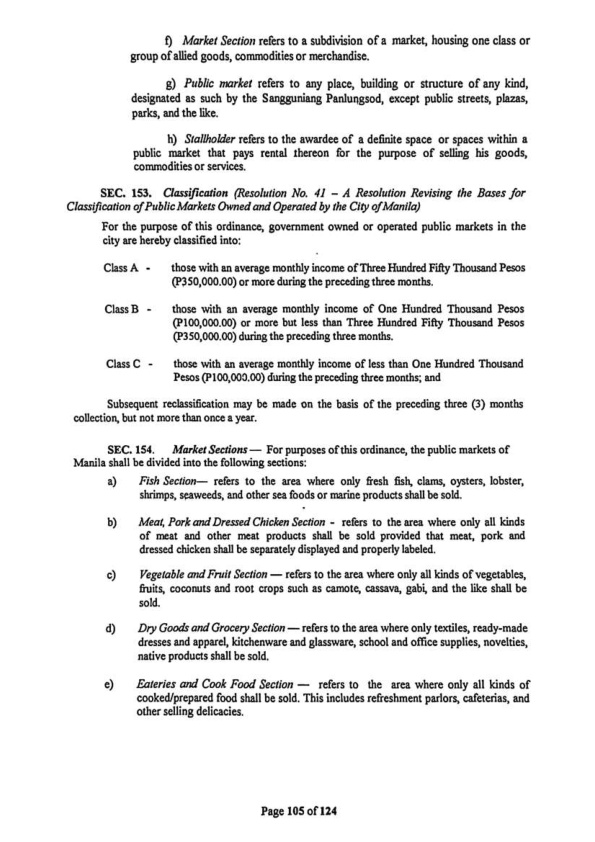 f) Market Section refers to a subdivision of a market, housing one class or
group of allied goods, commodities or merchandise.
g) Public market refers to any place, building or structure of any kind,
designated as such by the Sangguniang Panlungsod, except public streets, plazas,
parks, and the like.
h) Stallholder refers to the awardee of a definite space or spaces within a
public market that pays rental thereon for the purpose of selling his goods,
commodities or services.
SEC. 153. Classification (Resolution No. 41 – A Resolution Revising the Bases for
Classification of Public Markets Owned and Operated by the City of Manila)
For the purpose of this ordinance, government owned or operated public markets in the
city are hereby classified into:
Class A - those with an average monthly income of Three Hundred Fifty Thousand Pesos
(P350,000.00) or more during the preceding three months.
Class B - those with an average monthly income of One Hundred Thousand Pesos
(P100,000.00) or more but less than Three Hundred Fifty Thousand Pesos
(P350,000.00) during the preceding three months.
Class C - those with an average monthly income of less than One Hundred Thousand
Pesos (P100,000.00) during the preceding three months; and
Subsequent reclassification may be made on the basis of the preceding three (3) months
collection, but not more than once a year.
SEC. 154. Market Sections — For purposes of this ordinance, the public markets of
Manila shall be divided into the following sections:
a) Fish Section— refers to the area where only fresh fish, clams, oysters, lobster,
shrimps, seaweeds, and other sea foods or marine products shall be sold.
b) Meat, Pork and Dressed Chicken Section - refers to the area where only all kinds
of meat and other meat products shall be sold provided that meat, pork and
dressed chicken shall be separately displayed and properly labeled.
c) Vegetable and Fruit Section — refers to the area where only all kinds of vegetables,
fruits, coconuts and root crops such as camote, cassava, gabi, and the like shall be
sold.
d) Dry Goods and Grocery Section — refers to the area where only textiles, ready-made
dresses and apparel, kitchenware and glassware, school and office supplies, novelties,
native products shall be sold.
e) Eateries and Cook Food Section — refers to the area where only all kinds of
cooked/prepared food shall be sold. This includes refreshment parlors, cafeterias, and
other selling delicacies.
Page 105 of 124